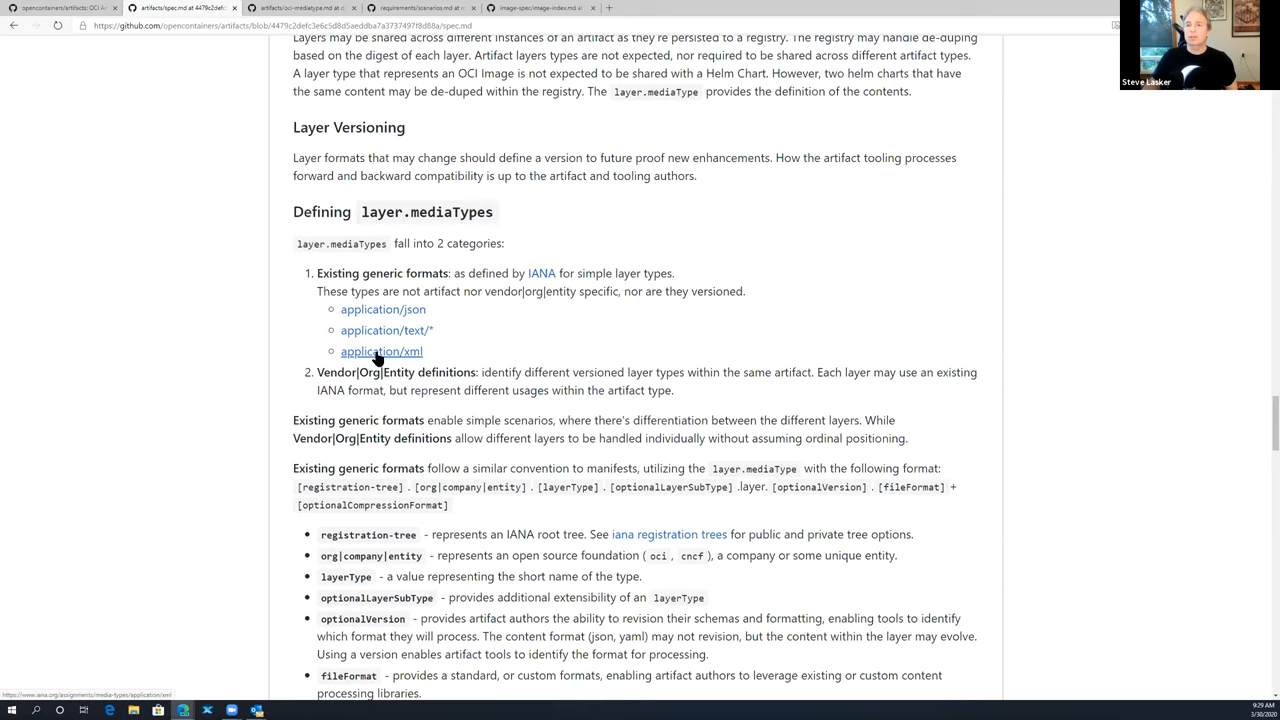 opencontainers/artifacts: OCI Ar
artifacts/spec.md at 4479c2defc
artifacts/oci-mediatype.md at d
requirements/scenarios.md at m
image-spec/image-index.md at
https://github.com/opencontainers/artifacts/blob/4479c2defc3e6c5d8d5aeddba7a3737497f8d88a/spec.md
Steve Lasker
Layers may be shared across different instances of an artifact as they're persisted to a registry. The registry may handle de-duping
based on the digest of each layer. Artifact layers types are not expected, nor required to be shared across different artifact types.
A layer type that represents an OCI Image is not expected to be shared with a Helm Chart. However, two helm charts that have
the same content may be de-duped within the registry. The layer.mediaType provides the definition of the contents.
Layer Versioning
Layer formats that may change should define a version to future proof new enhancements. How the artifact tooling processes
forward and backward compatibility is up to the artifact and tooling authors.
Defining layer.mediaTypes
layer.mediaTypes fall into 2 categories:
1. Existing generic formats: as defined by IANA for simple layer types.
These types are not artifact nor vendor|org|entity specific, nor are they versioned.
application/json
application/text/*
application/xml
2. Vendor|Org|Entity definitions: identify different versioned layer types within the same artifact. Each layer may use an existing
IANA format, but represent different usages within the artifact type.
Existing generic formats enable simple scenarios, where there's differentiation between the different layers. While
Vendor|Org|Entity definitions allow different layers to be handled individually without assuming ordinal positioning.
Existing generic formats follow a similar convention to manifests, utilizing the layer.mediaType with the following format:
[registration-tree] . [org|company|entity] . [layerType] . [optionalLayerSubType] .layer. [optionalVersion] . [fileFormat] +
[optionalCompressionFormat]
registration-tree - represents an IANA root tree. See iana registration trees for public and private tree options.
org|company|entity - represents an open source foundation ( oci , cncf ), a company or some unique entity.
layerType - a value representing the short name of the type.
optionalLayerSubType - provides additional extensibility of an layerType
optionalVersion - provides artifact authors the ability to revision their schemas and formatting, enabling tools to identify
which format they will process. The content format (json, yaml) may not revision, but the content within the layer may evolve.
Using a version enables artifact tools to identify the format for processing.
fileFormat - provides a standard, or custom formats, enabling artifact authors to leverage existing or custom content
processing libraries.
https://www.iana.org/assignments/media-types/application/xml
9:29 AM
3/30/2020